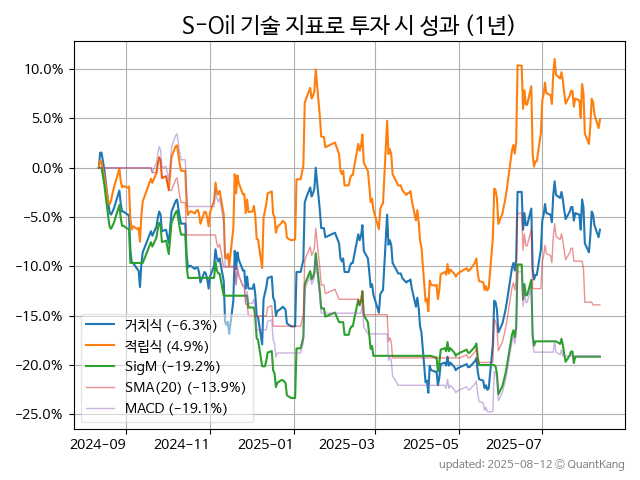 S-Oil 기술 지표로 투자 시 성과 (1년)
10.0%
5.0%
0.0%
−5.0%
−10.0%
−15.0%
−20.0%
−25.0%
거치식 (−6.3%)
적립식 (4.9%)
SigM (−19.2%)
SMA(20) (−13.9%)
MACD (−19.1%)
2024-09 2024-11 2025-01 2025-03 2025-05 2025-07
updated: 2025-08-12 © QuantKang